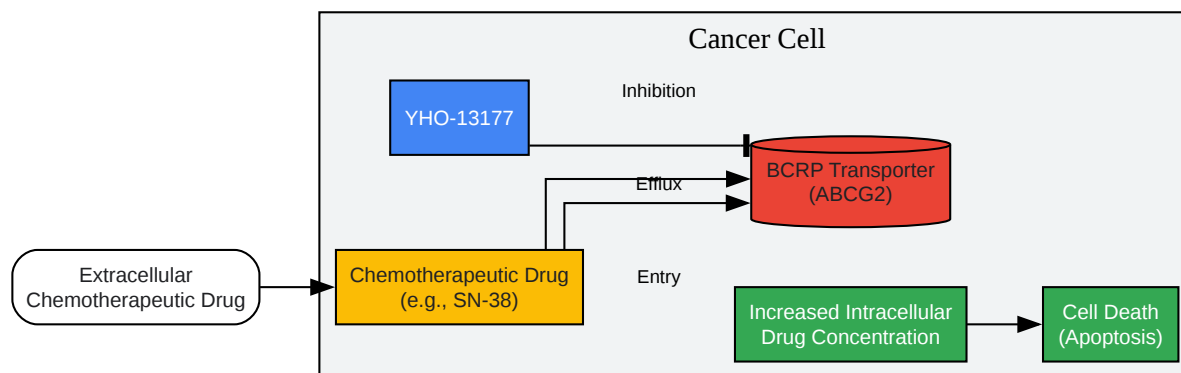 Cancer Cell
Inhibition
YHO-13177
BCRP Transporter
(ABCG2)
Efflux
Extracellular
Chemotherapeutic Drug
Chemotherapeutic Drug
(e.g., SN-38)
Entry
Increased Intracellular
Drug Concentration
Cell Death
(Apoptosis)